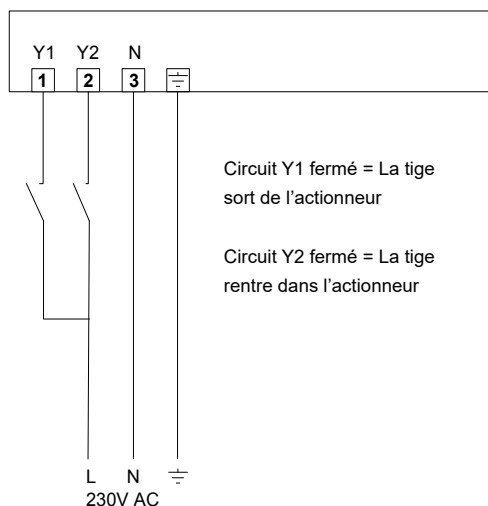 Y1 Y2 N
1 2 3
Circuit Y1 fermé = La tige
sort de l’actionneur
Circuit Y2 fermé = La tige
rentre dans l’actionneur
L N
230V AC